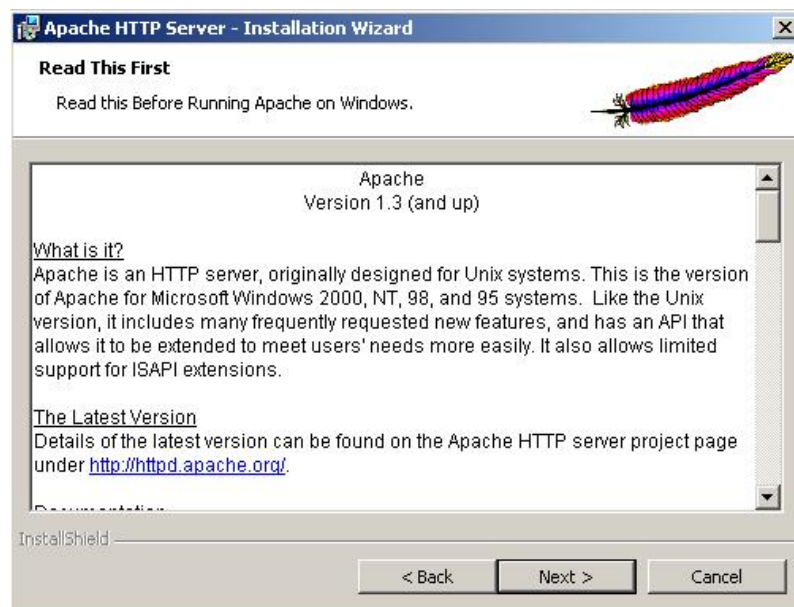 Apache HTTP Server - Installation Wizard
Read This First
Read this Before Running Apache on Windows.
Apache
Version 1.3 (and up)
What is it?
Apache is an HTTP server, originally designed for Unix systems. This is the version
of Apache for Microsoft Windows 2000, NT, 98, and 95 systems.  Like the Unix
version, it includes many frequently requested new features, and has an API that
allows it to be extended to meet users' needs more easily. It also allows limited
support for ISAPI extensions.
The Latest Version
Details of the latest version can be found on the Apache HTTP server project page
under http://httpd.apache.org/.
Documentation
InstallShield
< Back
Next >
Cancel